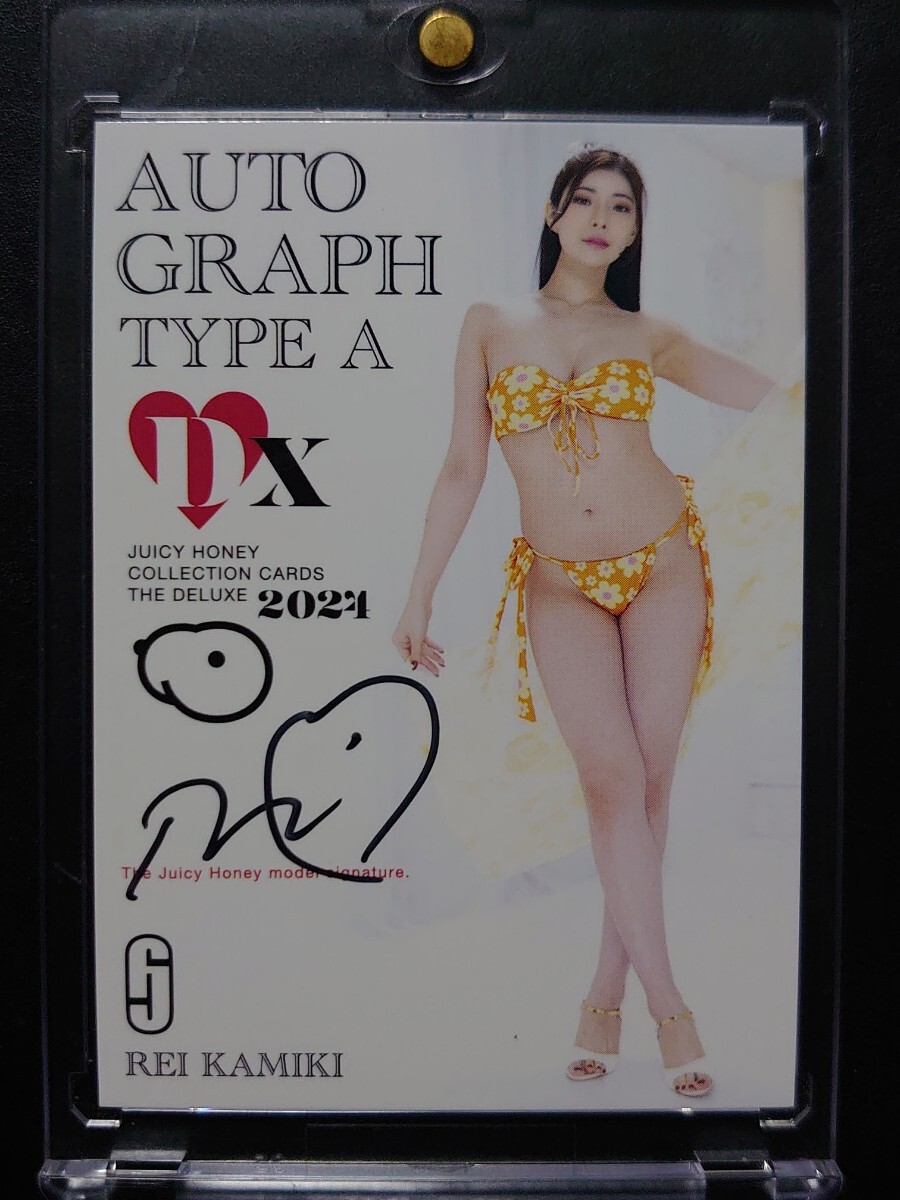 AUTO
GRAPH
TYPE A
Dx
JUICY HONEY
COLLECTION CARDS
THE DELUXE 2024
The Juicy Honey model signature.
REI KAMIKI